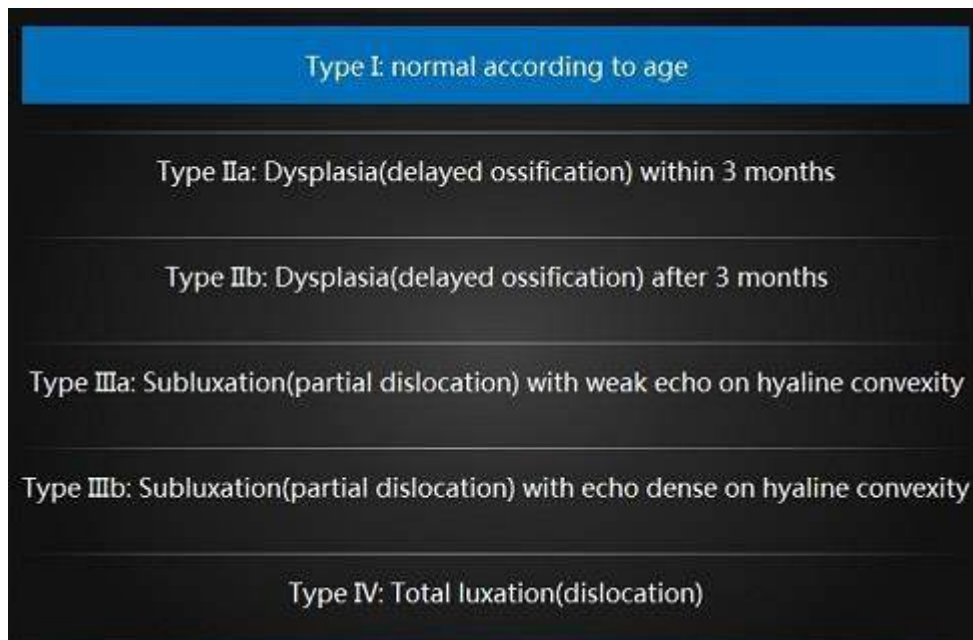 Type Ⅰ: normal according to age
Type Ⅱa: Dysplasia(delayed ossification) within 3 months
Type Ⅱb: Dysplasia(delayed ossification) after 3 months
Type Ⅲa: Subluxation(partial dislocation) with weak echo on hyaline convexity
Type Ⅲb: Subluxation(partial dislocation) with echo dense on hyaline convexity
Type Ⅳ: Total luxation(dislocation)